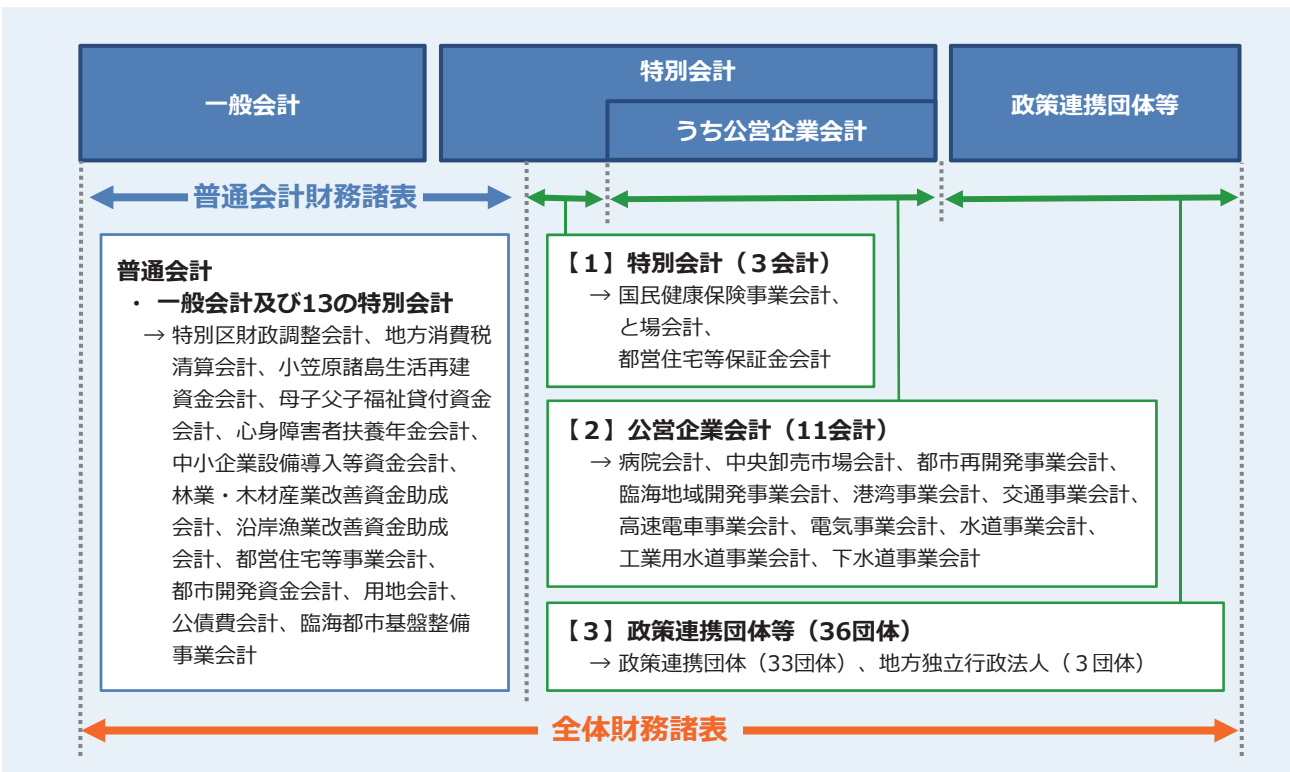 一般会計
特別会計
うち公営企業会計
政策連携団体等
普通会計財務諸表
普通会計
・ 一般会計及び13の特別会計
→ 特別区財政調整会計、地方消費税
清算会計、小笠原諸島生活再建
資金会計、母子父子福祉貸付資金
会計、心身障害者扶養年金会計、
中小企業設備導入等資金会計、
林業・木材産業改善資金助成
会計、沿岸漁業改善資金助成
会計、都営住宅等事業会計、
都市開発資金会計、用地会計、
公債費会計、臨海都市基盤整備
事業会計
【1】特別会計（３会計）
→ 国民健康保険事業会計、
と場会計、
都営住宅等保証金会計
【2】公営企業会計（11会計）
→ 病院会計、中央卸売市場会計、都市再開発事業会計、
臨海地域開発事業会計、港湾事業会計、交通事業会計、
高速電車事業会計、電気事業会計、水道事業会計、
工業用水道事業会計、下水道事業会計
【3】政策連携団体等（36団体）
→ 政策連携団体（33団体）、地方独立行政法人（３団体）
全体財務諸表